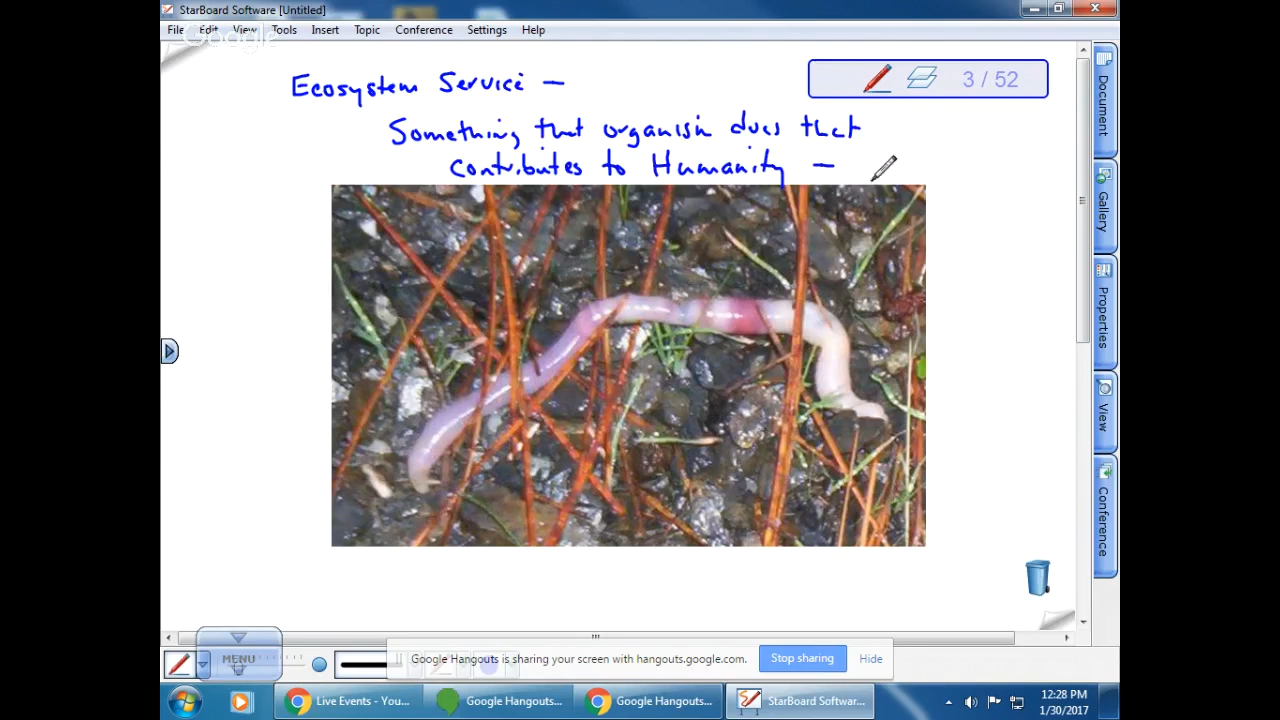 StarBoard Software [Untitled]
File Edit View Tools Insert Topic Conference Settings Help
Google
Ecosystem Service –
3 / 52
Something that organism does that
contributes to Humanity –
Document
Gallery
Properties
View
Conference
MENU
Google Hangouts is sharing your screen with hangouts.google.com.
Stop sharing
Hide
Live Events - You...
Google Hangouts...
Google Hangouts...
StarBoard Softwar...
12:28 PM
1/30/2017